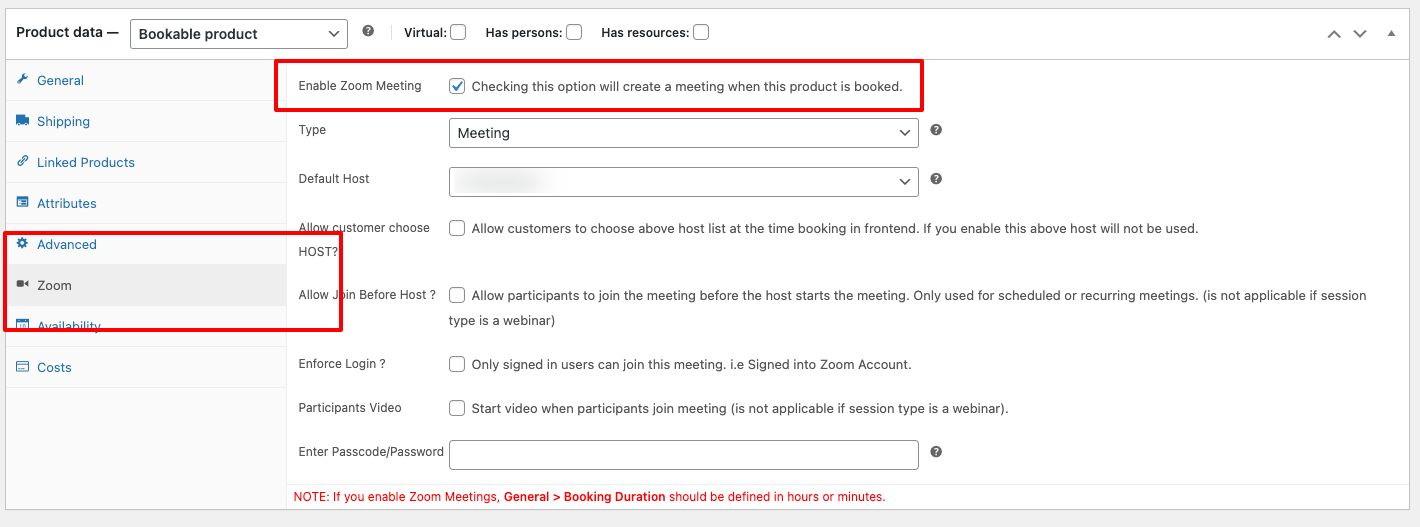 Product data — Bookable product Virtual: Has persons: Has resources:
General
Shipping
Linked Products
Attributes
Advanced
Zoom
Availability
Costs
Enable Zoom Meeting Checking this option will create a meeting when this product is booked.
Type Meeting
Default Host
Allow customer choose Allow customers to choose above host list at the time booking in frontend. If you enable this above host will not be used.
HOST?
Allow Join Before Host ? Allow participants to join the meeting before the host starts the meeting. Only used for scheduled or recurring meetings. (is not applicable if session
type is a webinar)
Enforce Login ? Only signed in users can join this meeting. i.e Signed into Zoom Account.
Participants Video Start video when participants join meeting (is not applicable if session type is a webinar).
Enter Passcode/Password
NOTE: If you enable Zoom Meetings, General > Booking Duration should be defined in hours or minutes.